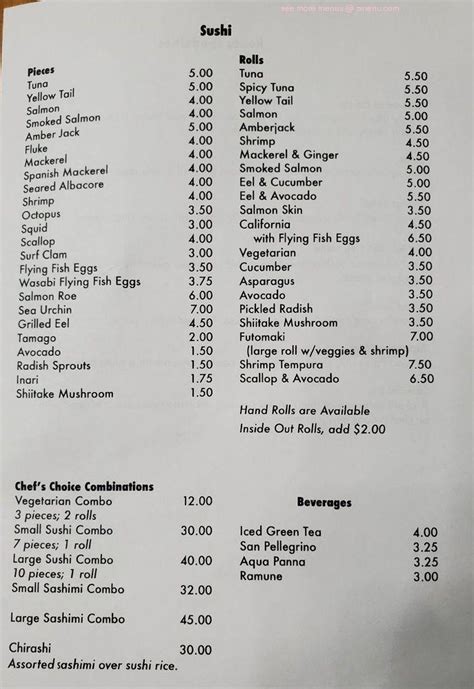 see more menus @ zmenu.com
Sushi
Pieces
Tuna 5.00
Yellow Tail 4.00
Salmon 4.00
Smoked Salmon 5.00
Amber Jack 4.00
Fluke 4.00
Mackerel 4.00
Spanish Mackerel 4.00
Seared Albacore 4.00
Shrimp 4.00
Octopus 3.50
Squid 3.00
Scallop 4.00
Surf Clam 3.00
Flying Fish Eggs 3.50
Wasabi Flying Fish Eggs 3.75
Salmon Roe 6.00
Sea Urchin 7.00
Grilled Eel 4.50
Tamago 2.00
Avocado 1.50
Radish Sprouts 1.50
Inari 1.75
Shiitake Mushroom 1.50
Rolls
Tuna 5.50
Spicy Tuna 5.50
Yellow Tail 5.50
Salmon 5.00
Amberjack 5.00
Shrimp 4.50
Mackerel & Ginger 4.50
Smoked Salmon 5.00
Eel & Cucumber 5.00
Eel & Avocado 5.50
Salmon Skin 3.50
California 4.50
with Flying Fish Eggs 6.50
Vegetarian 4.00
Cucumber 3.50
Asparagus 3.50
Avocado 3.50
Pickled Radish 3.50
Shiitake Mushroom 3.50
Futomaki 7.00
(large roll w/veggies & shrimp)
Shrimp Tempura 7.50
Scallop & Avocado 6.50
Hand Rolls are Available
Inside Out Rolls, add $2.00
Chef's Choice Combinations
Vegetarian Combo 12.00
3 pieces; 2 rolls
Small Sushi Combo 30.00
7 pieces; 1 roll
Large Sushi Combo 40.00
10 pieces; 1 roll
Small Sashimi Combo 32.00
Large Sashimi Combo 45.00
Chirashi 30.00
Assorted sashimi over sushi rice.
Beverages
Iced Green Tea 4.00
San Pellegrino 3.25
Aqua Panna 3.25
Ramune 3.00